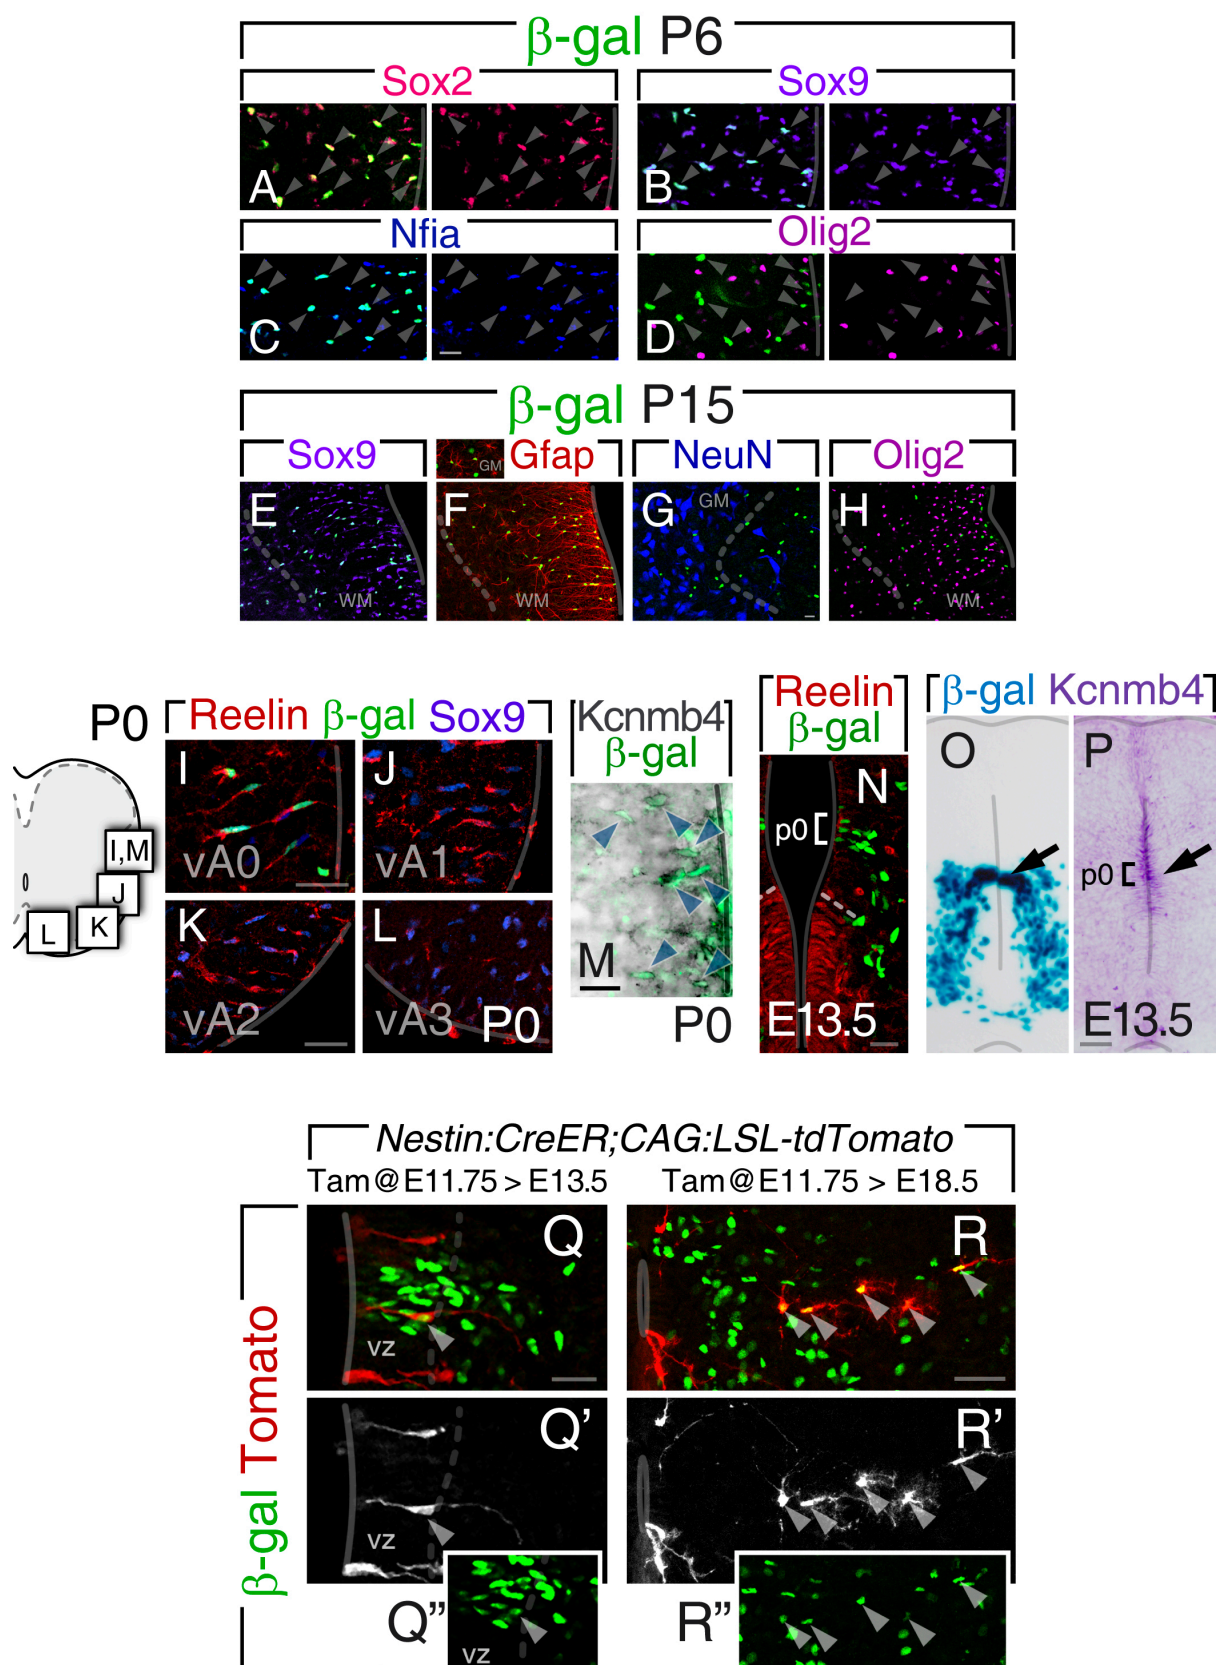 β-gal P6
Sox2 Sox9
A B
Nfia Olig2
C D
β-gal P15
Sox9 GM Gfap NeuN Olig2
E F GM G H
WM WM WM
P0 Reelin β-gal Sox9
I J
vA0 vA1
K L
vA2 vA3 P0
I,M
J
K
L
Kcnmb4
β-gal
M
P0
Reelin
β-gal
N
p0
E13.5
β-gal Kcnmb4
O P
p0
E13.5
Nestin:CreER;CAG:LSL-tdTomato
Tam@E11.75 > E13.5 Tam@E11.75 > E18.5
β-gal Tomato
Q R
VZ
Q' R'
VZ
Q" R"
VZ